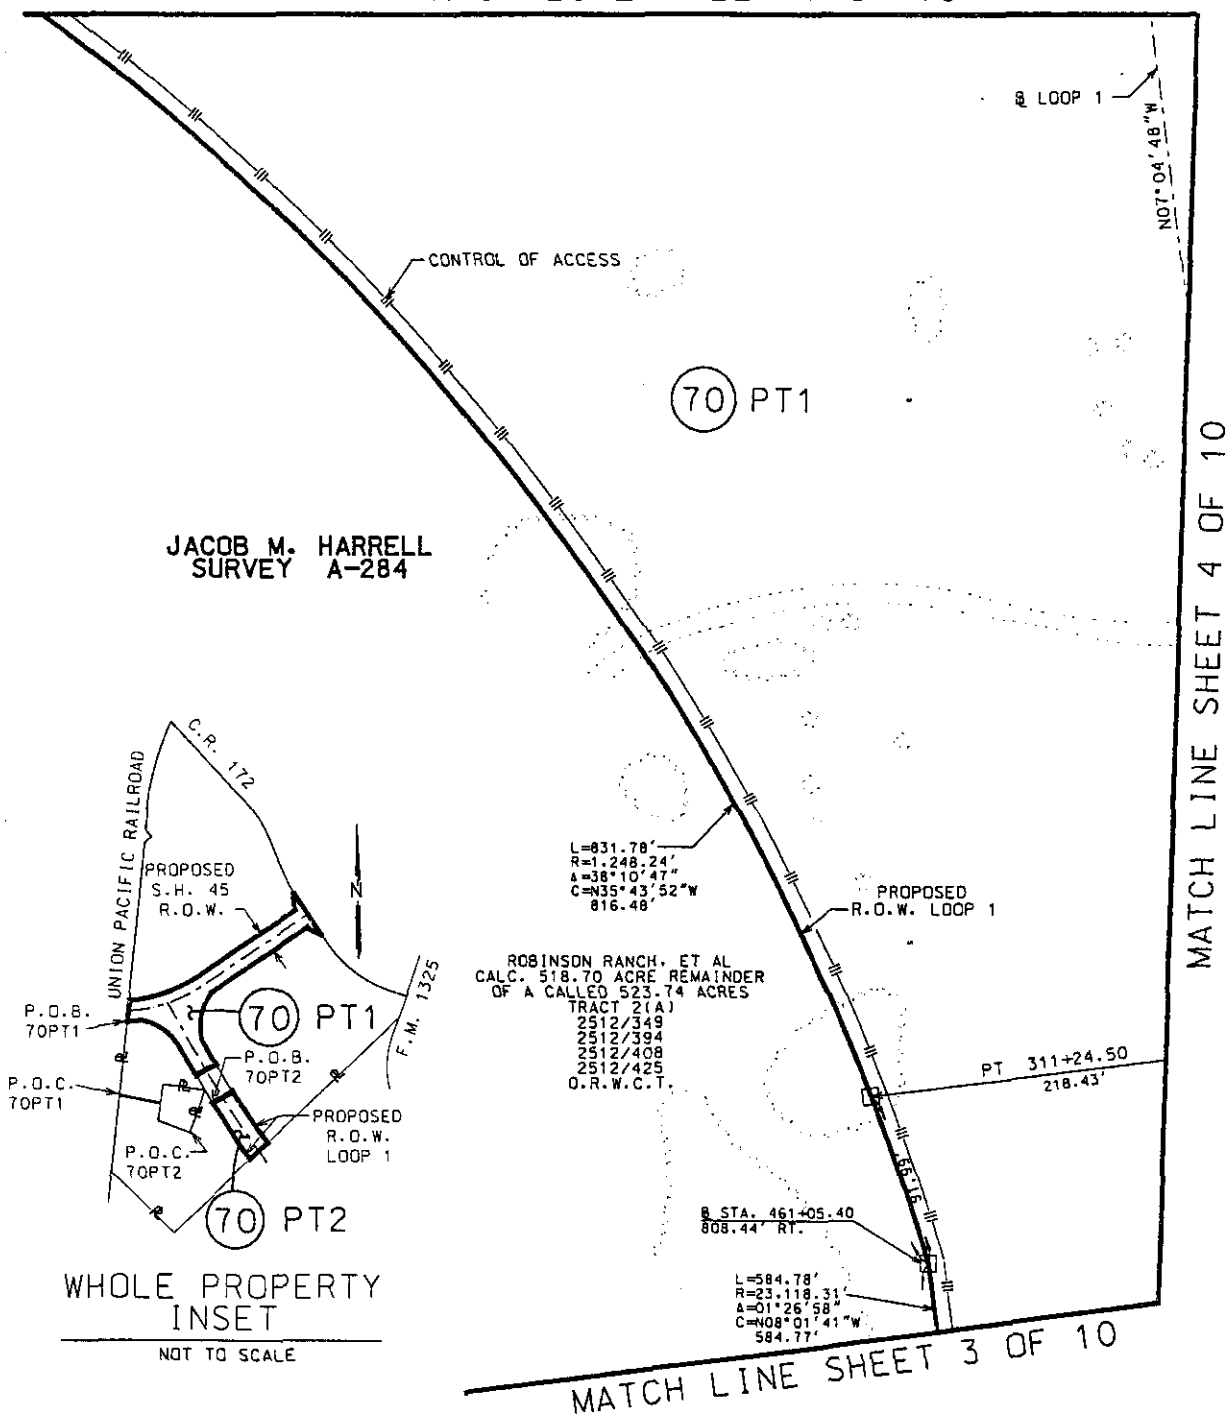 LOOP 1
N07°04'48"W
CONTROL OF ACCESS
70 PT1
MATCH LINE SHEET 4 OF 10
JACOB M. HARRELL
SURVEY A-284
C.R. 172
UNION PACIFIC RAILROAD
PROPOSED
S.H. 45
R.O.W.
N
P.O.B.
70PT1
70 PT1
F.M. 1325
P.O.B.
70PT2
P.O.C.
70PT1
P.O.C.
70PT2
PROPOSED
R.O.W.
LOOP 1
70 PT2
WHOLE PROPERTY
INSET
NOT TO SCALE
L=831.78'
R=1,248.24'
Δ=38°10'47"
C=N35°43'52"W
816.48'
PROPOSED
R.O.W. LOOP 1
ROBINSON RANCH, ET AL
CALC. 518.70 ACRE REMAINDER
OF A CALLED 523.74 ACRES
TRACT 2(A)
2512/349
2512/394
2512/408
2512/425
O.R.W.C.T.
PT 311+24.50
218.43'
91.99'
STA. 461+05.40
808.44' RT.
L=584.78'
R=23,118.31'
Δ=01°26'58"
C=N08°01'41"W
584.77'
MATCH LINE SHEET 3 OF 10